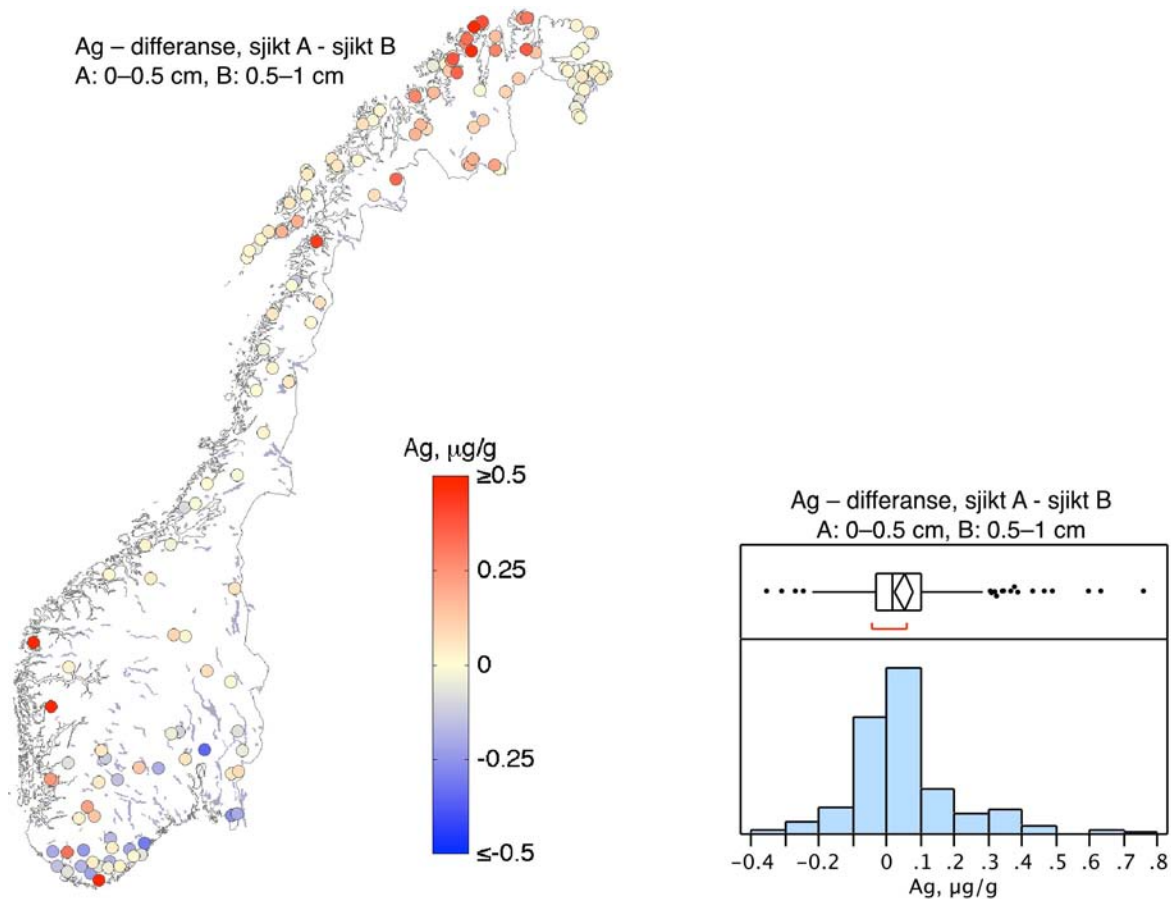 Ag – differanse, sjikt A - sjikt B
A: 0–0.5 cm, B: 0.5–1 cm
Ag, µg/g
≥0.5
0.25
0
-0.25
≤-0.5
Ag – differanse, sjikt A - sjikt B
A: 0–0.5 cm, B: 0.5–1 cm
-0.4 -0.2 0 .1 .2 .3 .4 .5 .6 .7 .8
Ag, µg/g